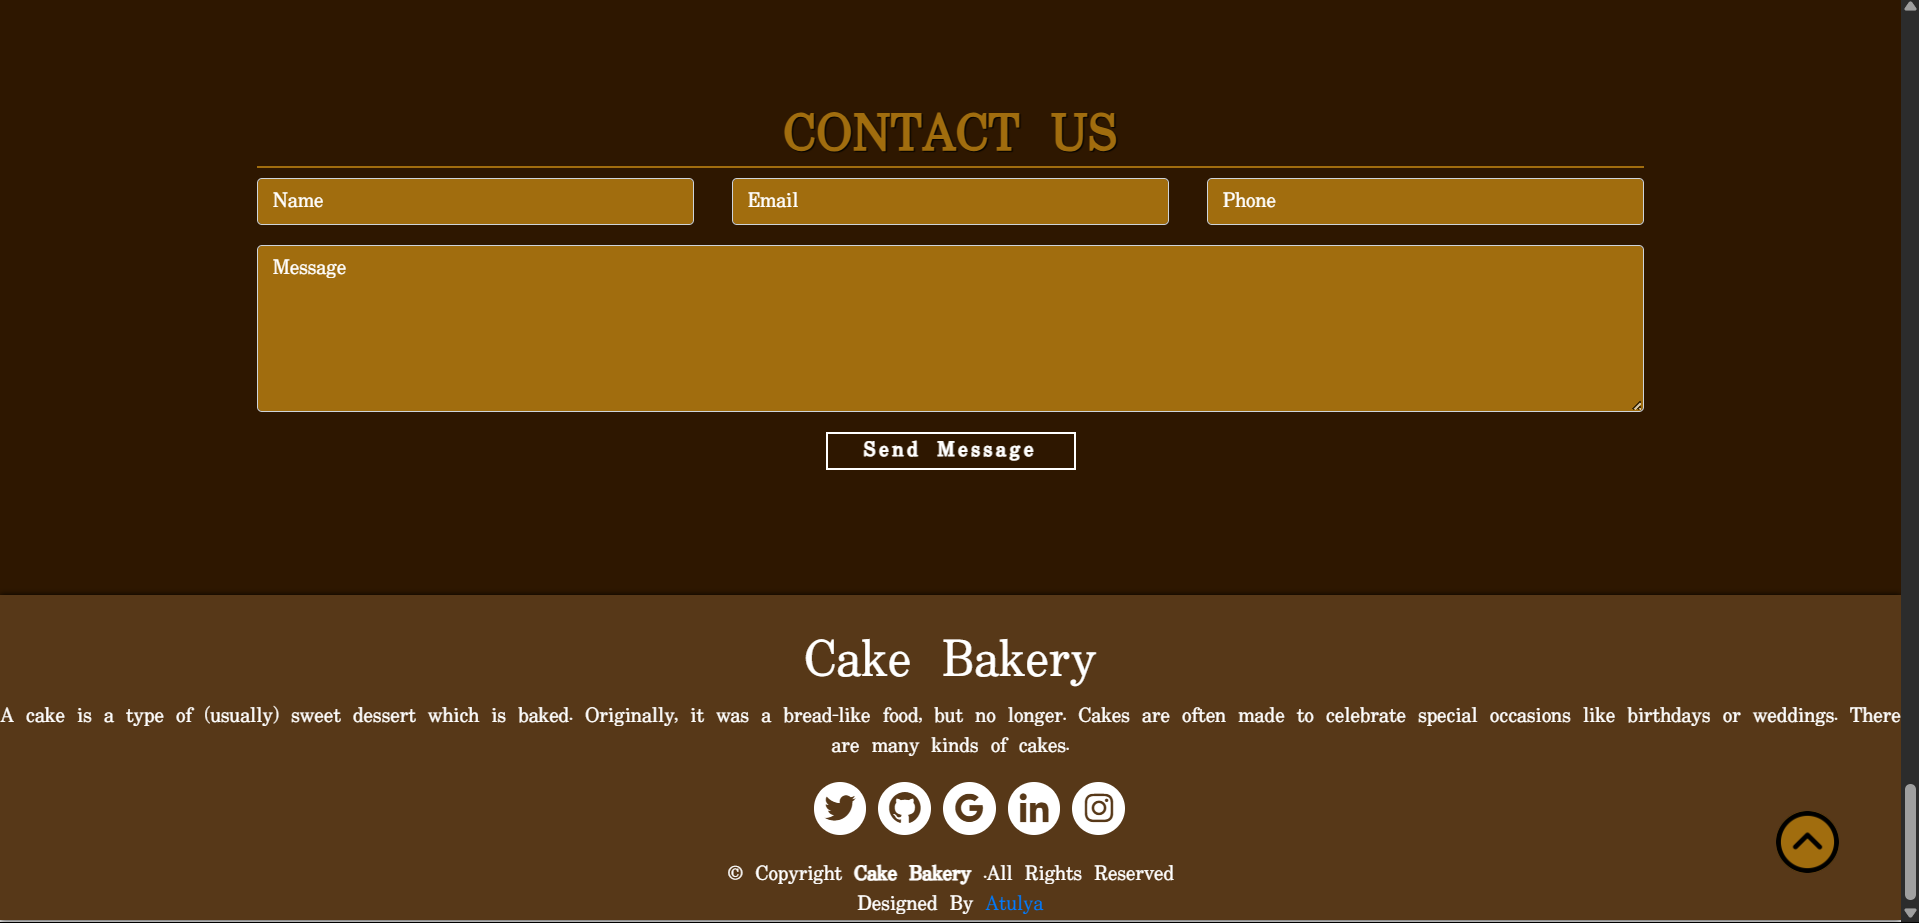 CONTACT US
Name Email Phone
Message
Send Message
Cake Bakery
A cake is a type of (usually) sweet dessert which is baked. Originally, it was a bread-like food, but no longer. Cakes are often made to celebrate special occasions like birthdays or weddings. There
are many kinds of cakes.
© Copyright Cake Bakery .All Rights Reserved
Designed By Atulya